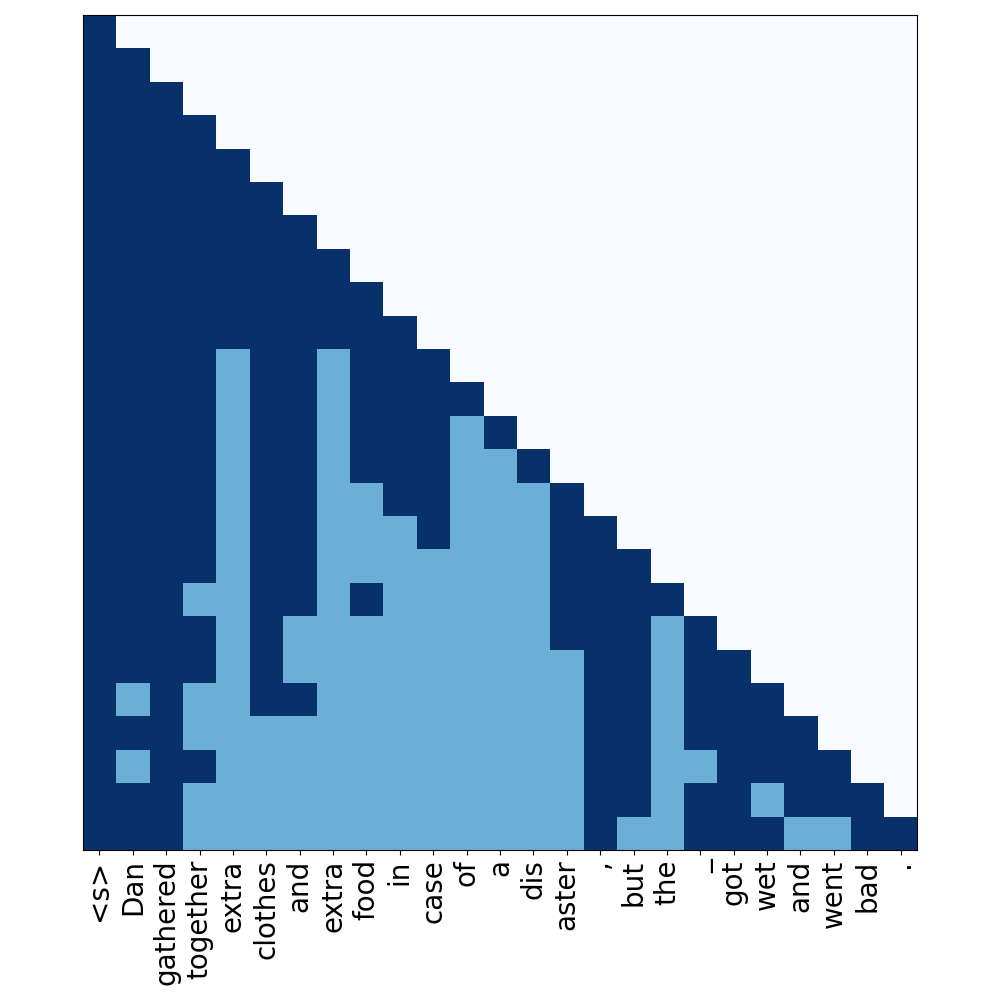 <s> Dan gathered together extra clothes and extra food in case of a dis aster , but the _ got wet and went bad .